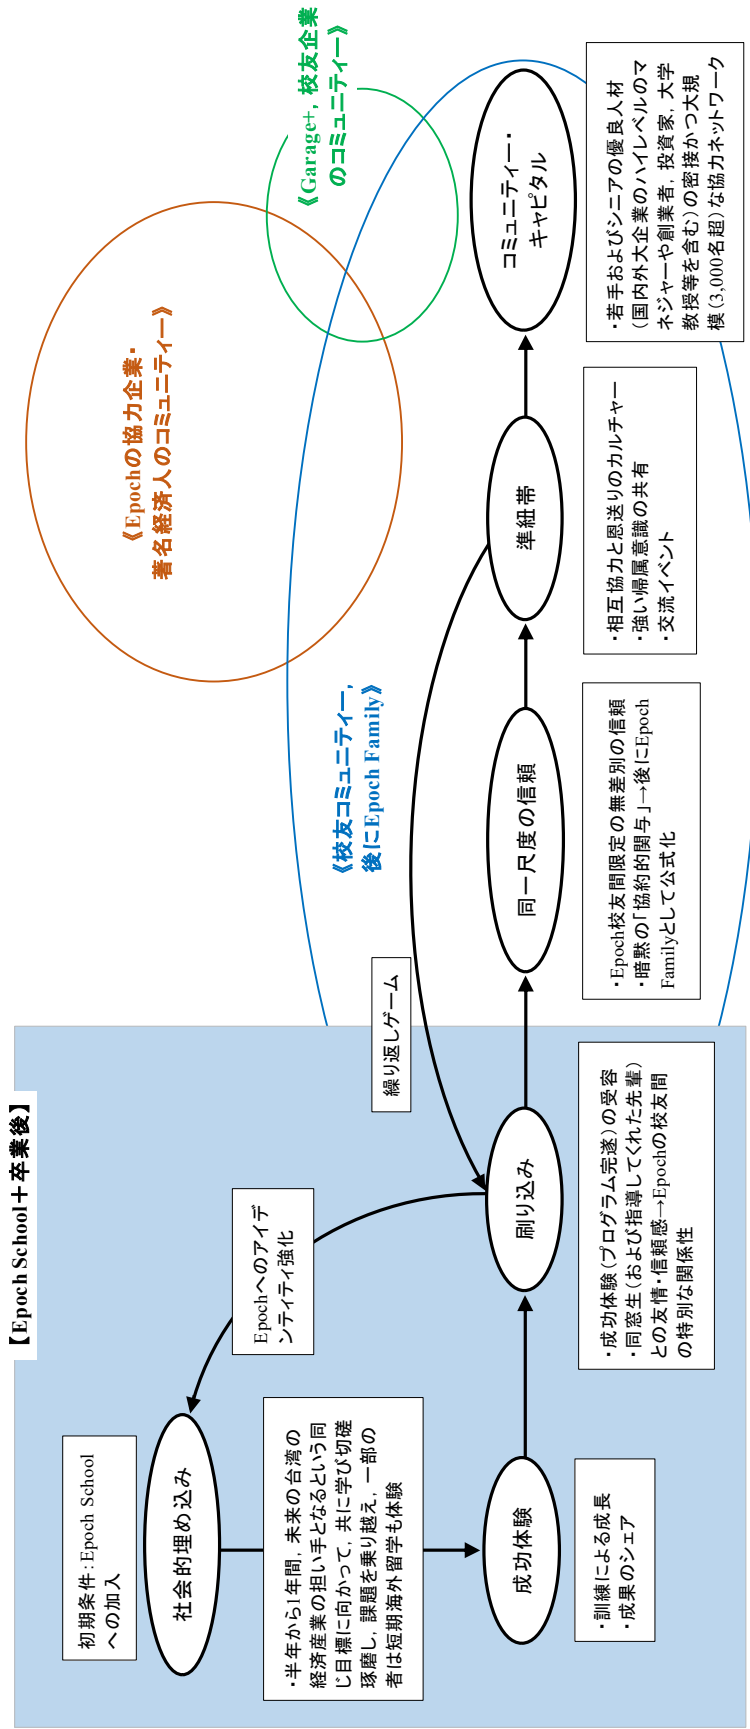 【Epoch School＋卒業後】
初期条件：Epoch School
への加入
社会的埋め込み
・半年から1年間，未来の台湾の
経済産業の担い手となるという同
じ目標に向かって，共に学び切磋
琢磨し，課題を乗り越え，一部の
者は短期海外留学も体験
成功体験
・訓練による成長
・成果のシェア
Epochへのアイデ
ンティティ強化
刷り込み
・成功体験（プログラム完遂）の受容
・同窓生（および指導してくれた先輩）
との友情・信頼感→Epochの校友間
の特別な関係性
繰り返しゲーム
《校友コミュニティー，
後にEpoch Family》
同一尺度の信頼
・Epoch校友間限定の無差別の信頼
・暗黙の「協約的関与」→後にEpoch
Familyとして公式化
《Epochの協力企業・
著名経済人のコミュニティー》
準紐帯
・相互協力と恩送りのカルチャー
・強い帰属意識の共有
・交流イベント
《Garage+，校友企業
のコミュニティー》
コミュニティー・
キャピタル
・若手およびシニアの優良人材
（国内外大企業のハイレベルのマ
ネジャーや創業者，投資家，大学
教授等を含む）の密接かつ大規
模（3,000名超）な協力ネットワーク